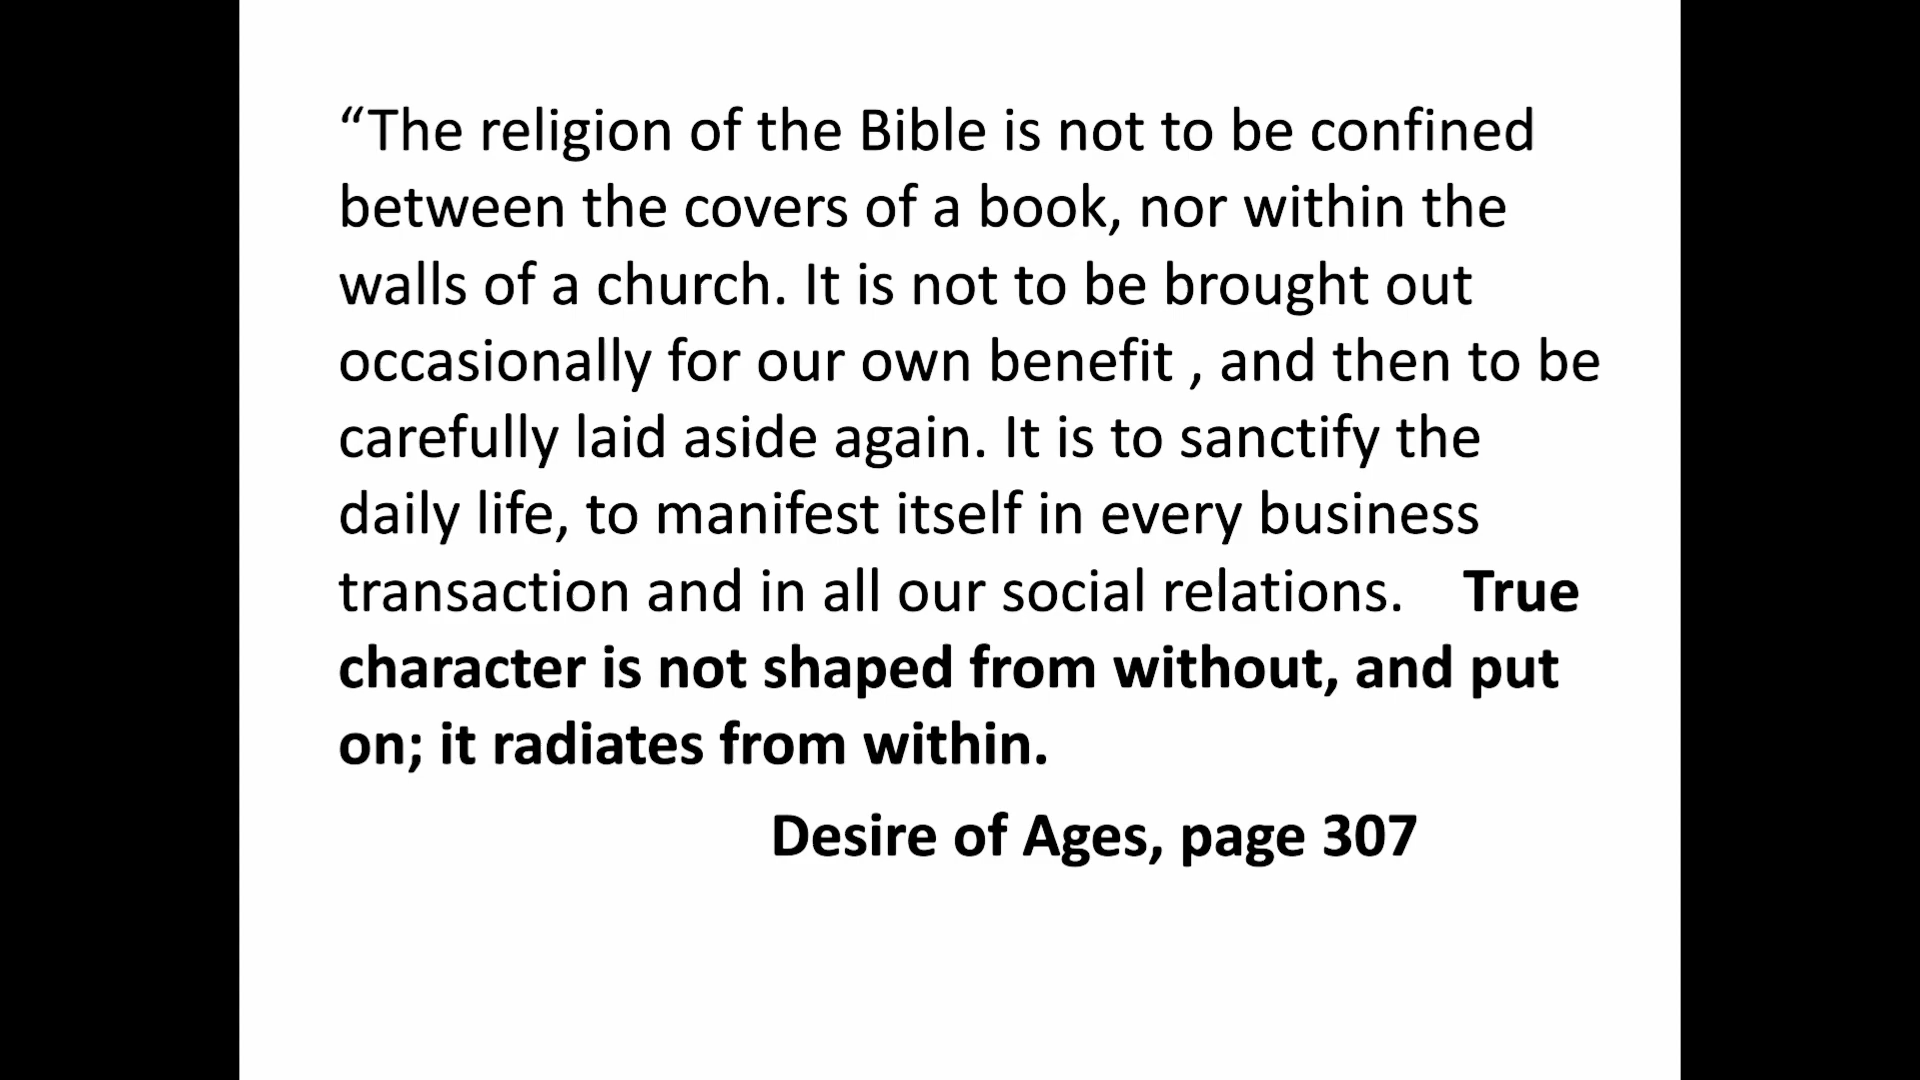 “The religion of the Bible is not to be confined
between the covers of a book, nor within the
walls of a church. It is not to be brought out
occasionally for our own benefit , and then to be
carefully laid aside again. It is to sanctify the
daily life, to manifest itself in every business
transaction and in all our social relations.    True
character is not shaped from without, and put
on; it radiates from within.
Desire of Ages, page 307